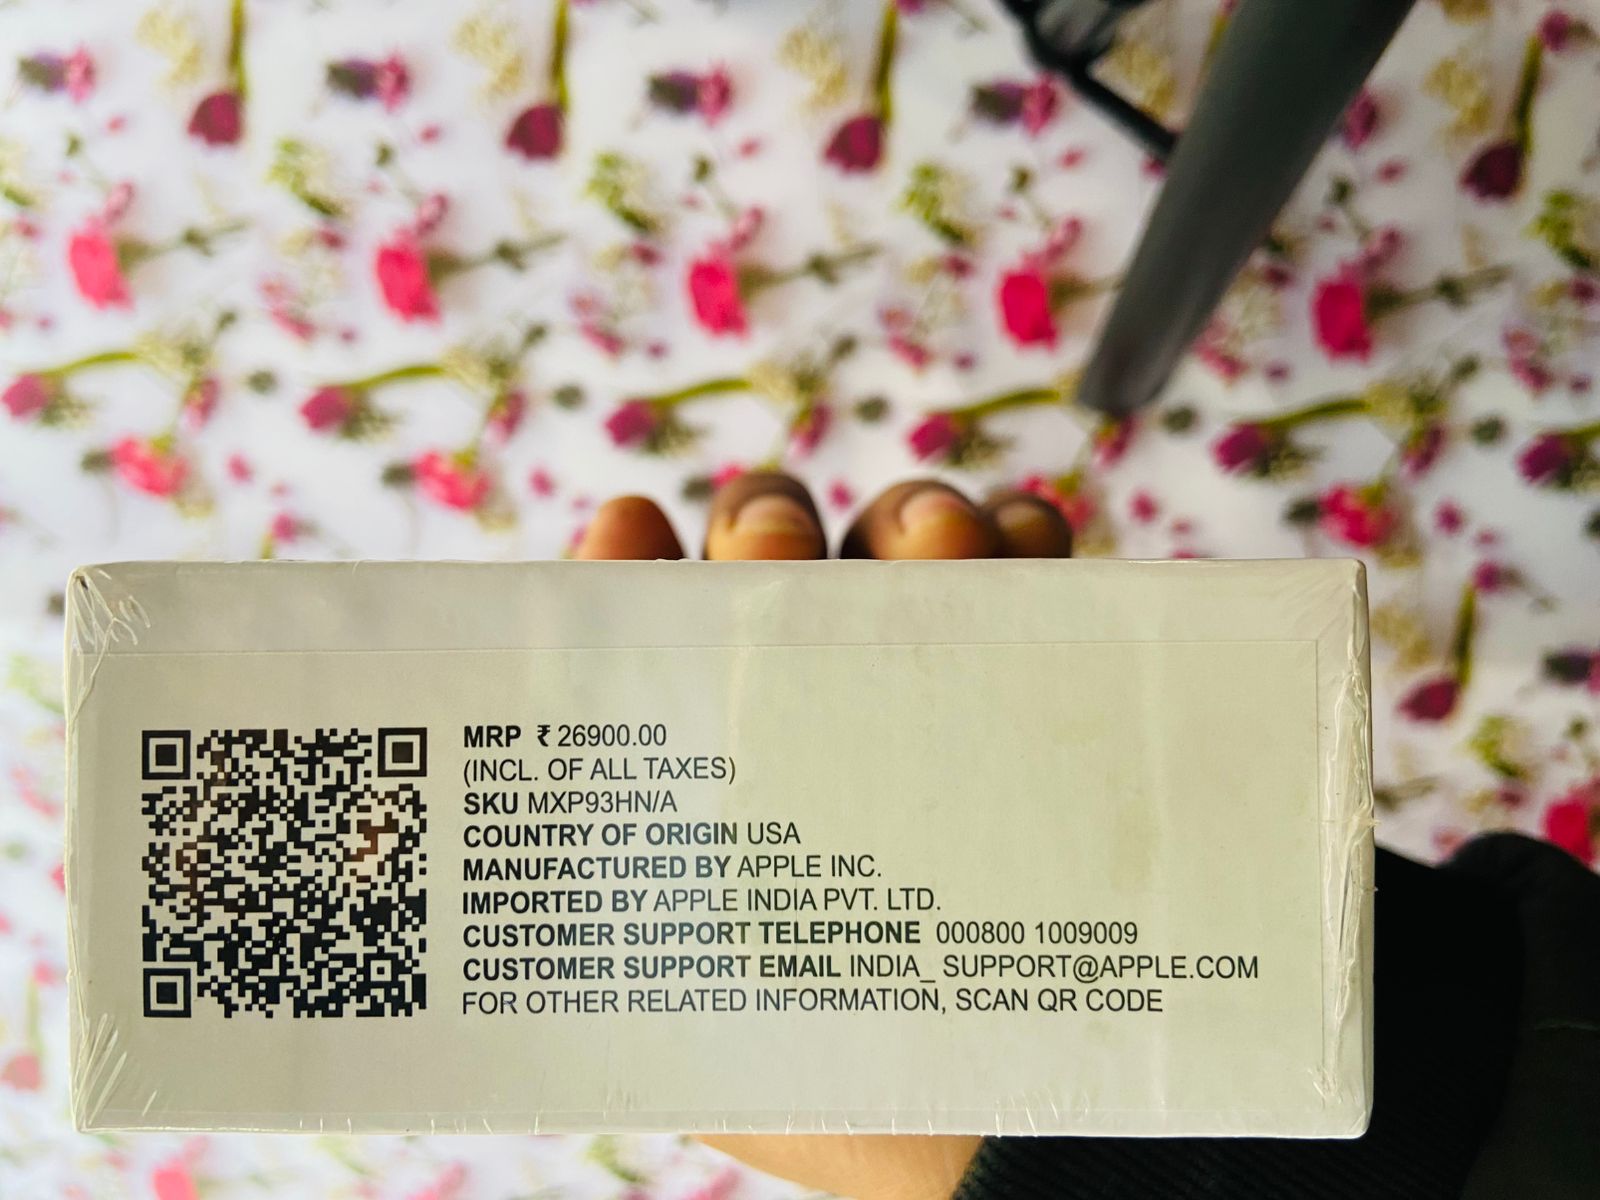 MRP ₹ 26900.00
(INCL. OF ALL TAXES)
SKU MXP93HN/A
COUNTRY OF ORIGIN USA
MANUFACTURED BY APPLE INC.
IMPORTED BY APPLE INDIA PVT. LTD.
CUSTOMER SUPPORT TELEPHONE 000800 1009009
CUSTOMER SUPPORT EMAIL INDIA_ SUPPORT@APPLE.COM
FOR OTHER RELATED INFORMATION, SCAN QR CODE